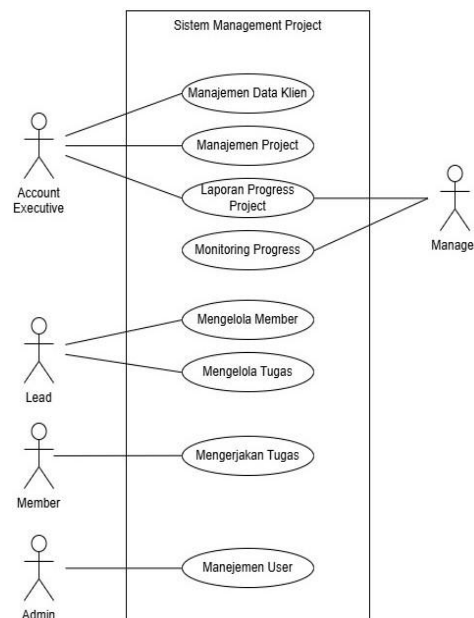 Sistem Management Project
Manajemen Data Klien
Manajemen Project
Account
Executive
Laporan Progress
Project
Monitoring Progress
Manage
Mengelola Member
Mengelola Tugas
Lead
Mengerjakan Tugas
Member
Manejemen User
Admin